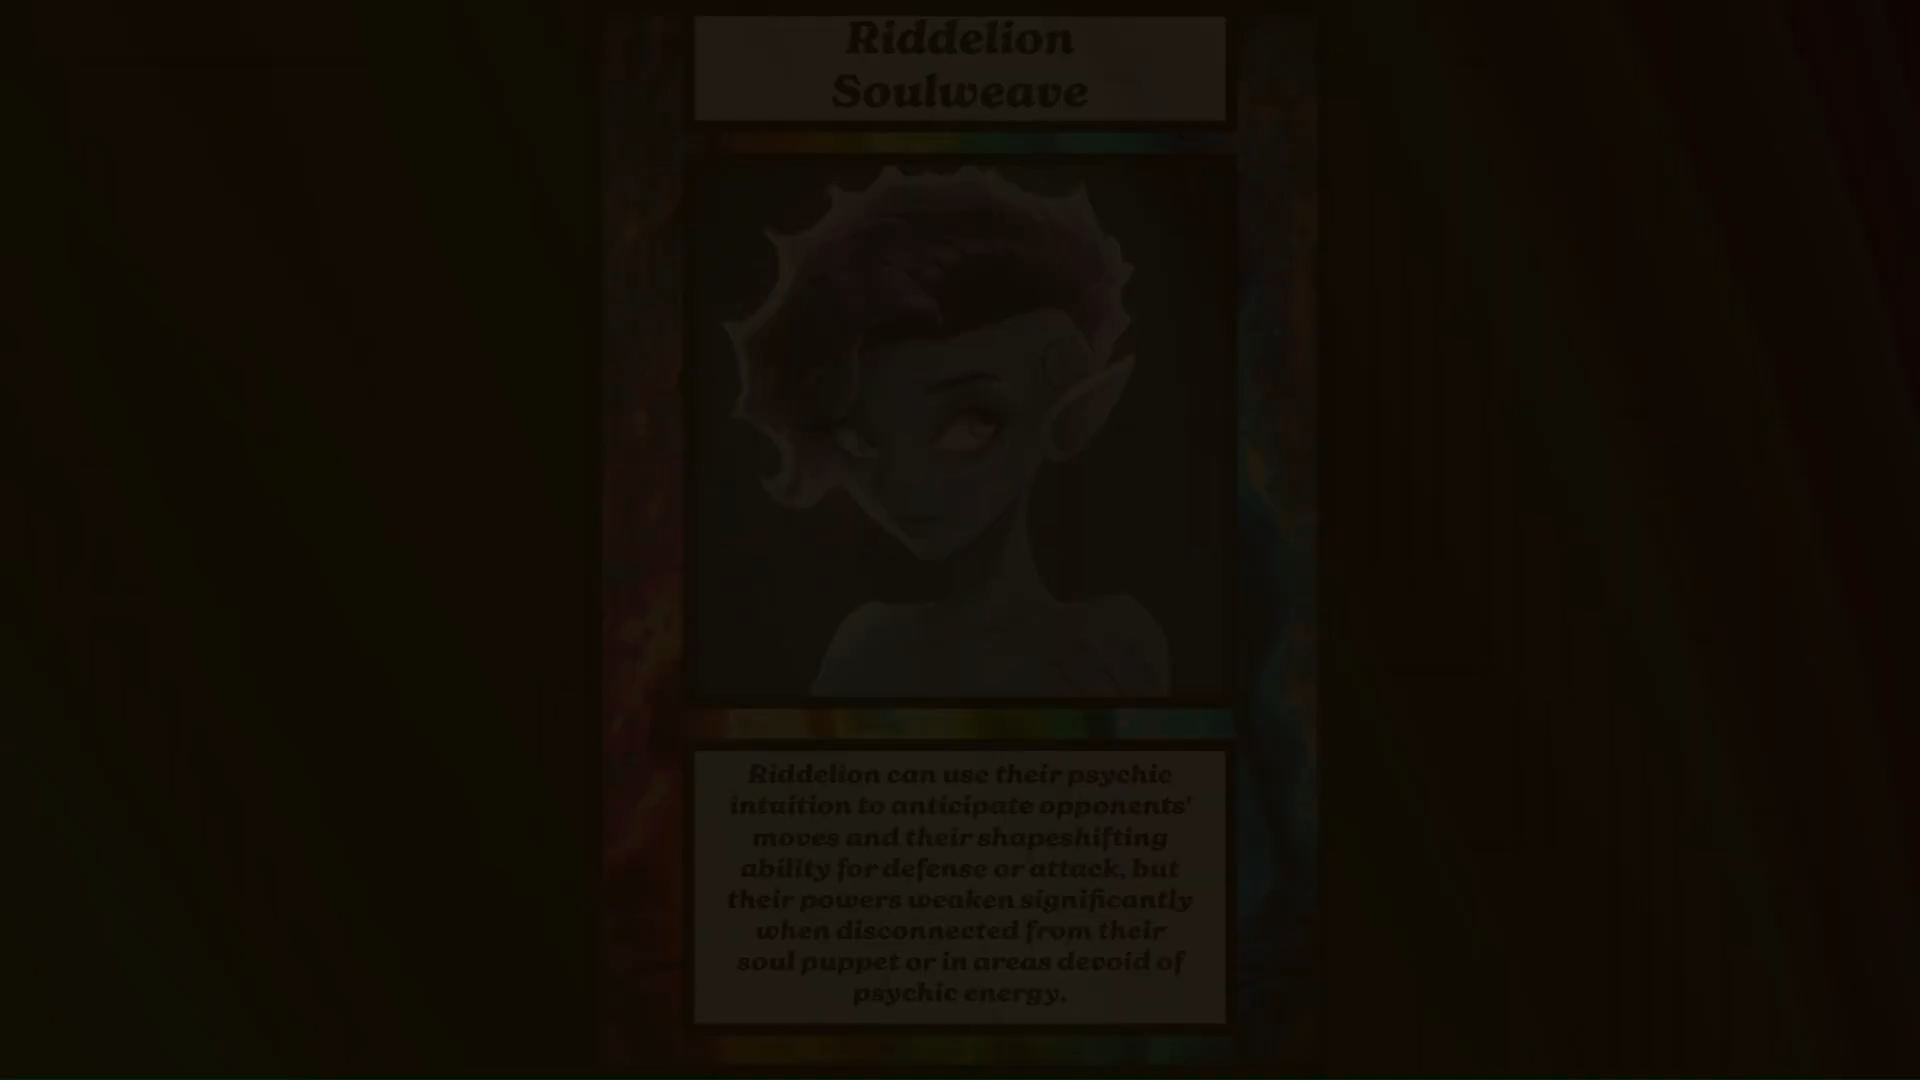 Riddelion
Soulweave
Riddelion can use their psychic
intuition to anticipate opponents'
moves and their shapeshifting
ability for defense or attack, but
their powers weaken significantly
when disconnected from their
soul puppet or in areas devoid of
psychic energy.